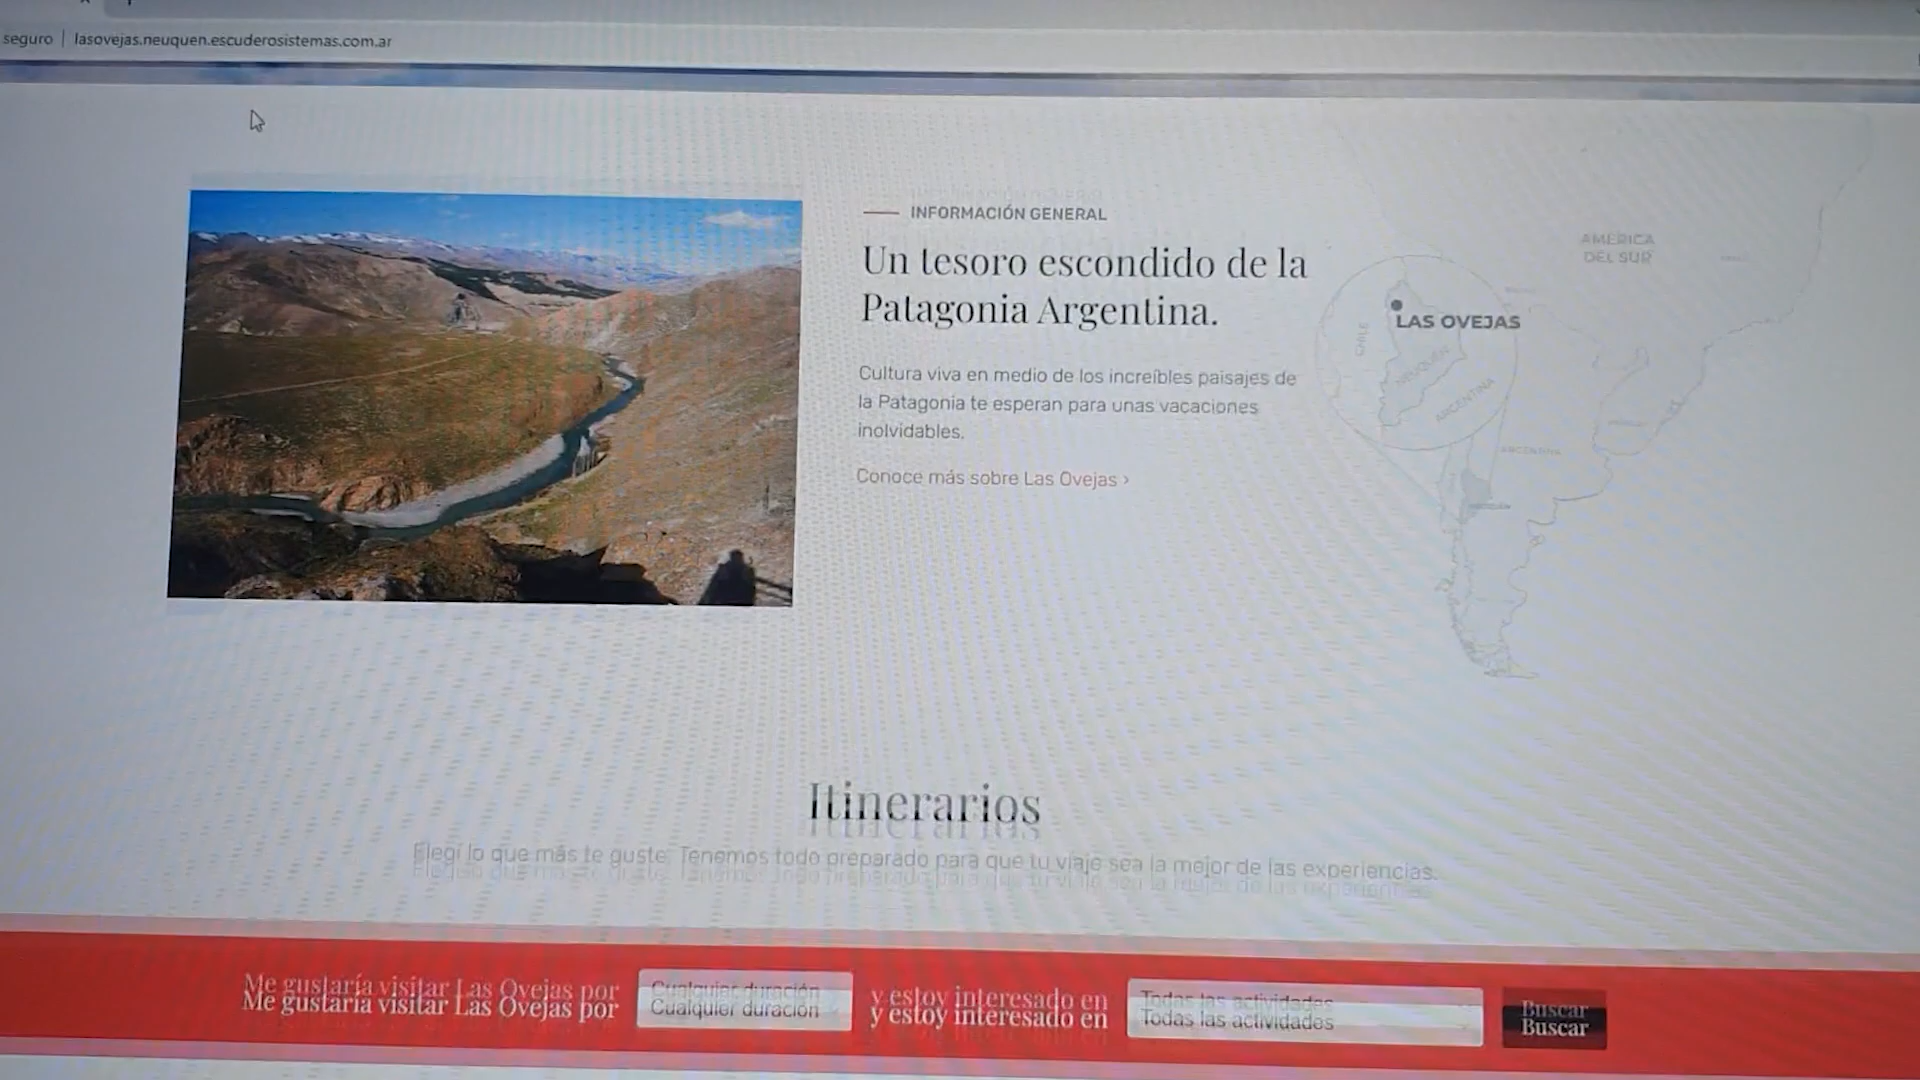 seguro | lasovejas.neuquen.escuderosistemas.com.ar
INFORMACIÓN GENERAL
Un tesoro escondido de la
Patagonia Argentina.
Cultura viva en medio de los increíbles paisajes de
la Patagonia te esperan para unas vacaciones
inolvidables.
Conoce más sobre Las Ovejas ›
AMERICA
DEL SUR
LAS OVEJAS
CHILE
NEUQUÉN
ARGENTINA
ARGENTINA
Itinerarios
Elegí lo que más te guste. Tenemos todo preparado para que tu viaje sea la mejor de las experiencias.
Me gustaría visitar Las Ovejas por
Cualquier duración
y estoy interesado en
Todas las actividades
Buscar